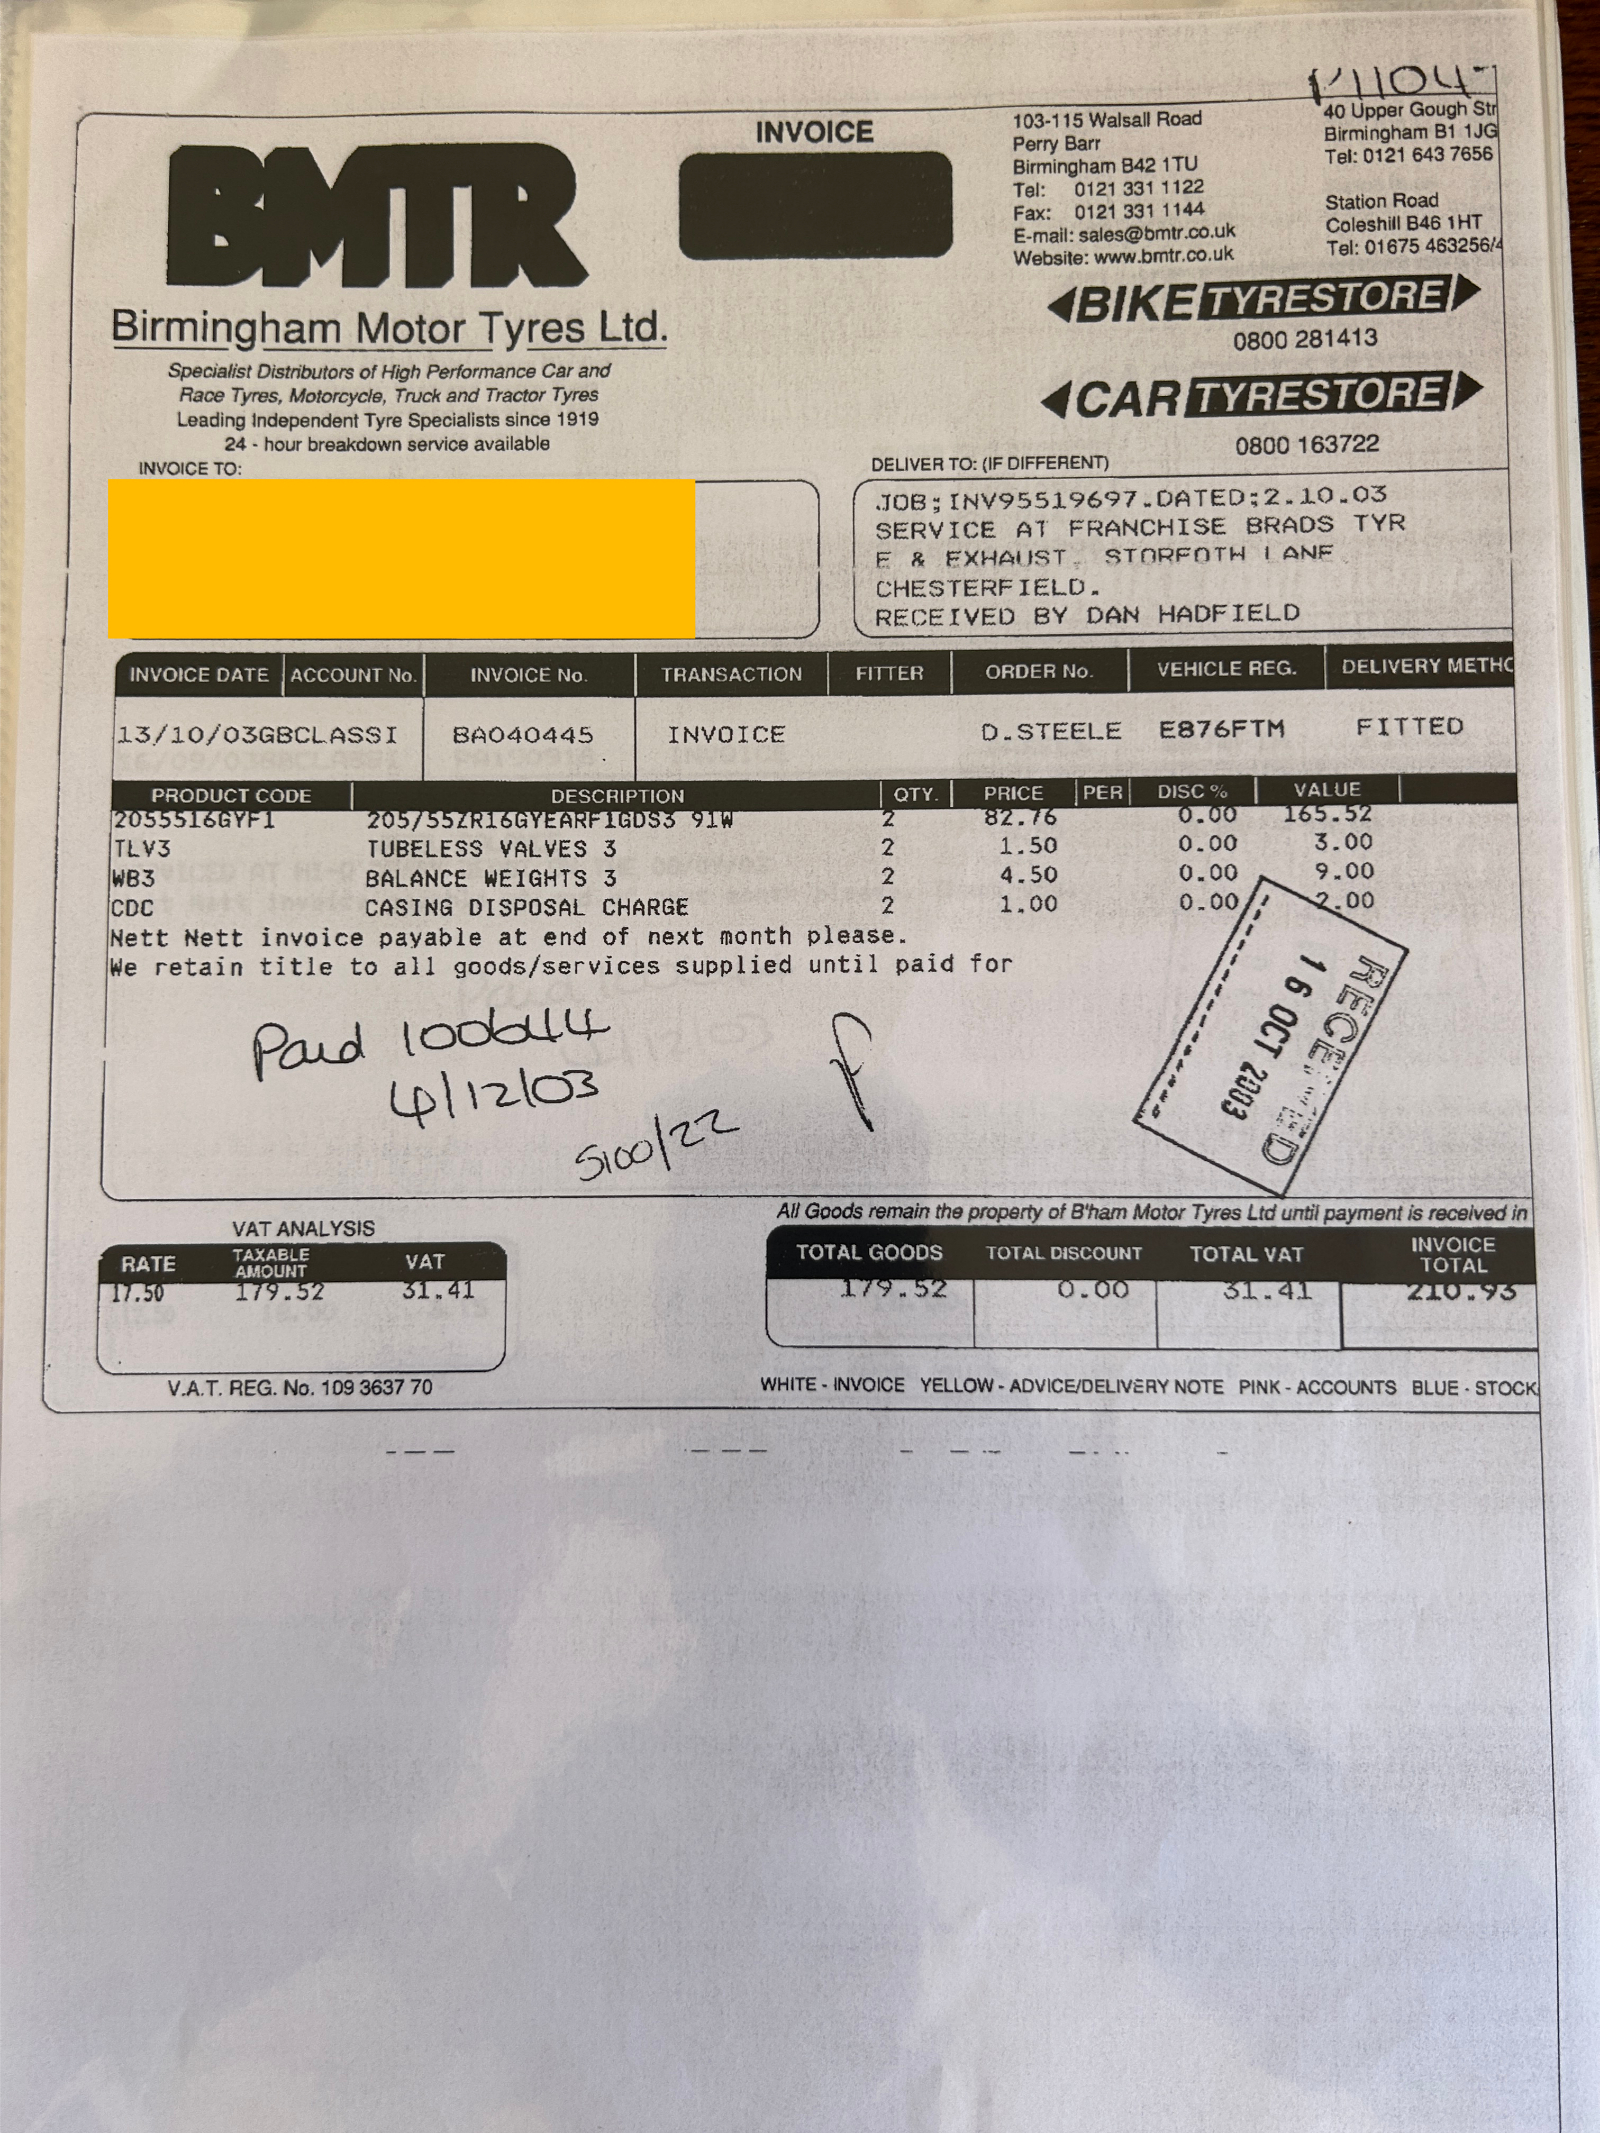 P1104
INVOICE
BMTR
Birmingham Motor Tyres Ltd.
Specialist Distributors of High Performance Car and
Race Tyres, Motorcycle, Truck and Tractor Tyres
Leading Independent Tyre Specialists since 1919
24 - hour breakdown service available
103-115 Walsall Road
Perry Barr
Birmingham B42 1TU
Tel: 0121 331 1122
Fax: 0121 331 1144
E-mail: sales@bmtr.co.uk
Website: www.bmtr.co.uk
40 Upper Gough Str
Birmingham B1 1JG
Tel: 0121 643 7656
Station Road
Coleshill B46 1HT
Tel: 01675 463256/4
BIKE TYRESTORE
0800 281413
CAR TYRESTORE
0800 163722
INVOICE TO:
DELIVER TO: (IF DIFFERENT)
JOB;INV95519697.DATED;2.10.03
SERVICE AT FRANCHISE BRADS TYR
E & EXHAUST. STORFOTH LANE
CHESTERFIELD.
RECEIVED BY DAN HADFIELD
INVOICE DATE ACCOUNT No. INVOICE No. TRANSACTION FITTER ORDER No. VEHICLE REG. DELIVERY METHO
13/10/03GBCLASSI BA040445 INVOICE D.STEELE E876FTM FITTED
PRODUCT CODE DESCRIPTION QTY. PRICE PER DISC % VALUE
2055516GYF1 205/55ZR16GYEARF1GDS3 91W 2 82.76 0.00 165.52
TLV3 TUBELESS VALVES 3 2 1.50 0.00 3.00
WB3 BALANCE WEIGHTS 3 2 4.50 0.00 9.00
CDC CASING DISPOSAL CHARGE 2 1.00 0.00 2.00
Nett Nett invoice payable at end of next month please.
We retain title to all goods/services supplied until paid for
Paid 100644
4/12/03
5100/22
RECEIVED
16 OCT 2003
All Goods remain the property of B'ham Motor Tyres Ltd until payment is received in
VAT ANALYSIS
RATE TAXABLE AMOUNT VAT
17.50 179.52 31.41
TOTAL GOODS TOTAL DISCOUNT TOTAL VAT INVOICE TOTAL
179.52 0.00 31.41 210.93
V.A.T. REG. No. 109 3637 70
WHITE - INVOICE YELLOW - ADVICE/DELIVERY NOTE PINK - ACCOUNTS BLUE - STOCK